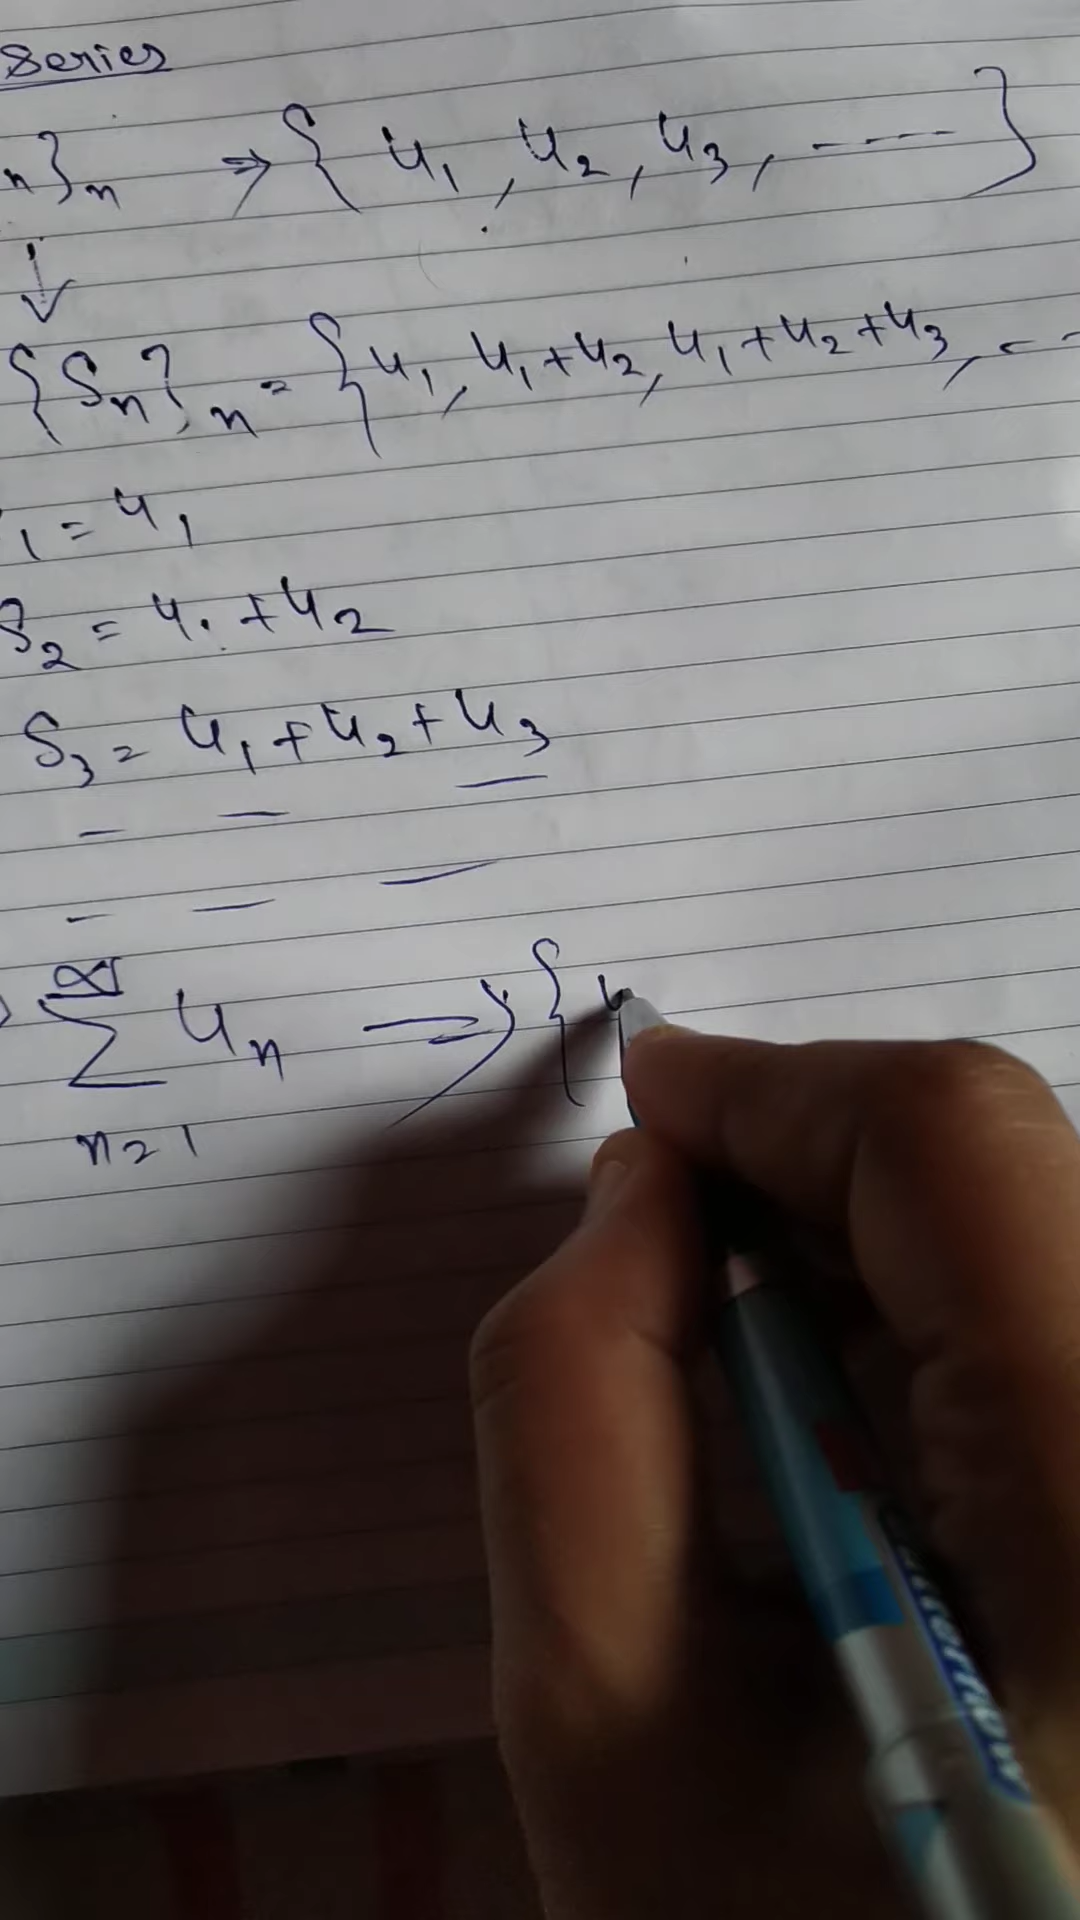 Series
n}n ⇒ { u1, u2, u3, ---- }
↓
{Sn}n = { u1, u1+u2, u1+u2+u3, - -
1 = u1
S2 = u1 + u2
S3 = u1 + u2 + u3
— — —
— — —
∞
∑ un ⇒ { u
n=1